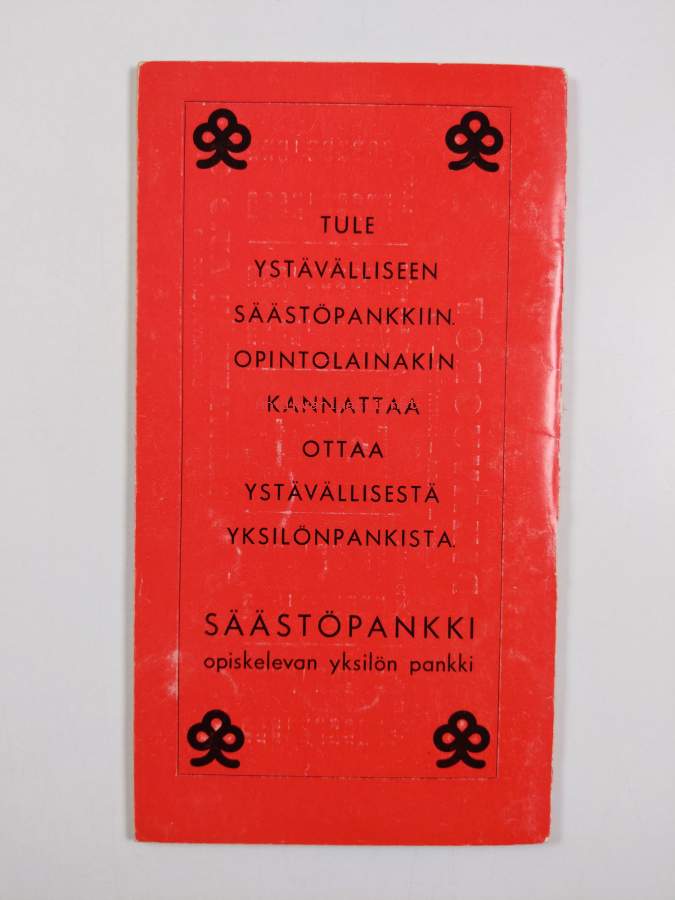 TULE
YSTÄVÄLLISEEN
SÄÄSTÖPANKKIIN.
OPINTOLAINAKIN
KANNATTAA
OTTAA
YSTÄVÄLLISESTÄ
YKSILÖNPANKISTA.
SÄÄSTÖPANKKI
opiskelevan yksilön pankki